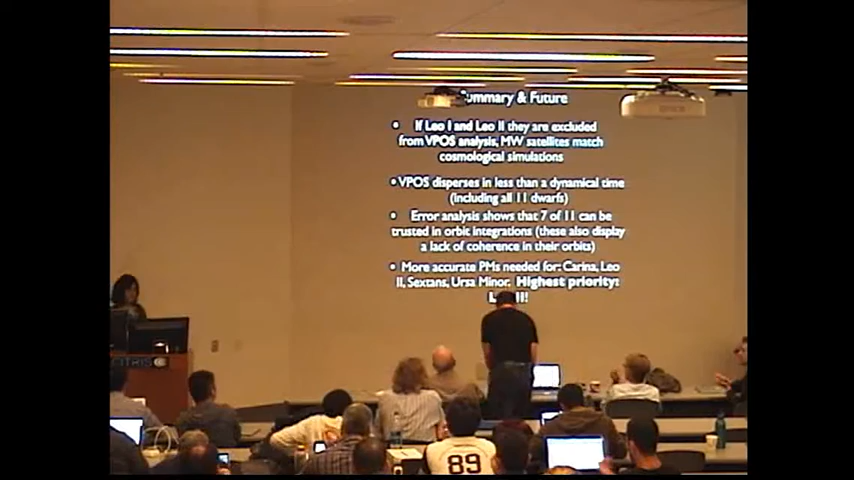 Summary & Future
• If Leo I and Leo II they are excluded
from VPOS analysis, MW satellites match
cosmological simulations
• VPOS disperses in less than a dynamical time
(including all 11 dwarfs)
• Error analysis shows that 7 of 11 can be
trusted in orbit integrations (these also display
a lack of coherence in their orbits)
• More accurate PMs needed for: Carina, Leo
II, Sextans, Ursa Minor. Highest priority:
CITRIS
89